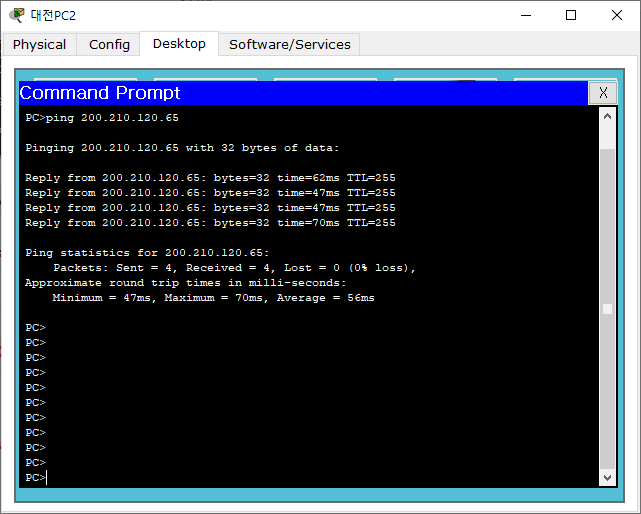 대전PC2
Physical Config Desktop Software/Services
Command Prompt X
PC>ping 200.210.120.65
Pinging 200.210.120.65 with 32 bytes of data:
Reply from 200.210.120.65: bytes=32 time=62ms TTL=255
Reply from 200.210.120.65: bytes=32 time=47ms TTL=255
Reply from 200.210.120.65: bytes=32 time=47ms TTL=255
Reply from 200.210.120.65: bytes=32 time=70ms TTL=255
Ping statistics for 200.210.120.65:
Packets: Sent = 4, Received = 4, Lost = 0 (0% loss),
Approximate round trip times in milli-seconds:
Minimum = 47ms, Maximum = 70ms, Average = 56ms
PC>
PC>
PC>
PC>
PC>
PC>
PC>
PC>
PC>
PC>
PC>